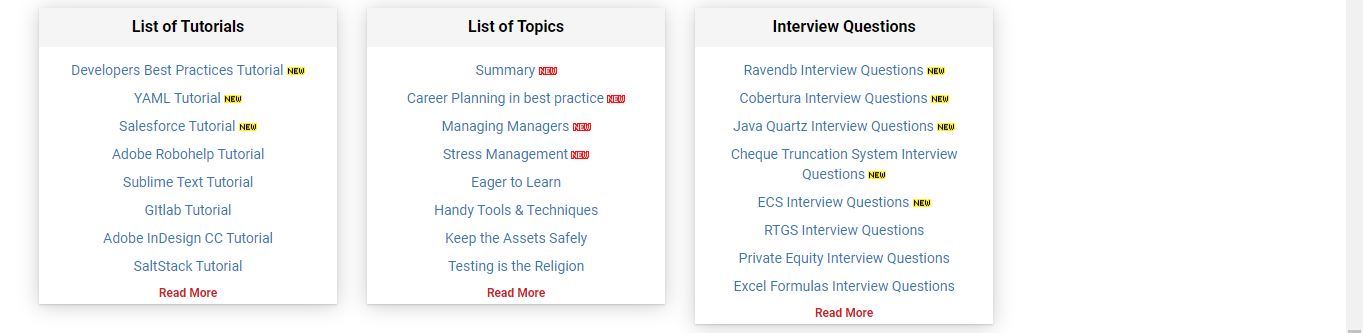 List of Tutorials
Developers Best Practices Tutorial NEW
YAML Tutorial NEW
Salesforce Tutorial NEW
Adobe Robohelp Tutorial
Sublime Text Tutorial
GItlab Tutorial
Adobe InDesign CC Tutorial
SaltStack Tutorial
Read More
List of Topics
Summary NEW
Career Planning in best practice NEW
Managing Managers NEW
Stress Management NEW
Eager to Learn
Handy Tools & Techniques
Keep the Assets Safely
Testing is the Religion
Read More
Interview Questions
Ravendb Interview Questions NEW
Cobertura Interview Questions NEW
Java Quartz Interview Questions NEW
Cheque Truncation System Interview
Questions NEW
ECS Interview Questions NEW
RTGS Interview Questions
Private Equity Interview Questions
Excel Formulas Interview Questions
Read More